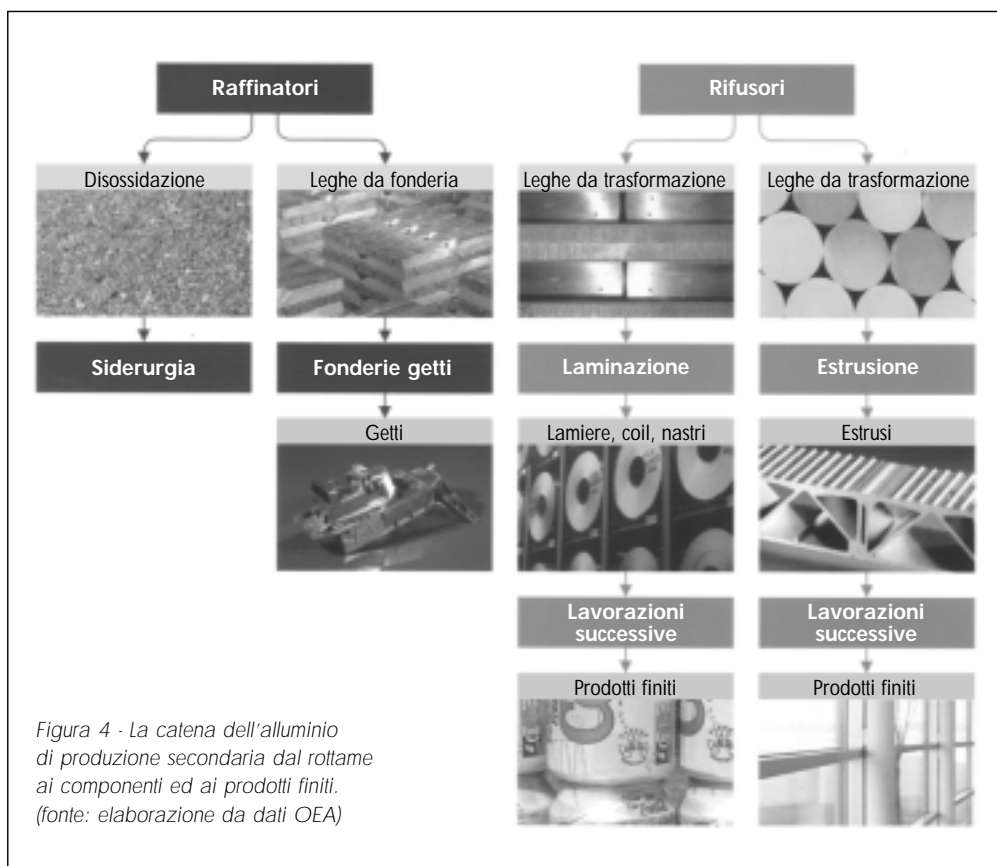 Raffinatori
Rifusori
Disossidazione
Leghe da fonderia
Leghe da trasformazione
Leghe da trasformazione
Siderurgia
Fonderie getti
Laminazione
Estrusione
Getti
Lamiere, coil, nastri
Estrusi
Lavorazioni
successive
Lavorazioni
successive
Prodotti finiti
Prodotti finiti
Figura 4 - La catena dell'alluminio
di produzione secondaria dal rottame
ai componenti ed ai prodotti finiti.
(fonte: elaborazione da dati OEA)